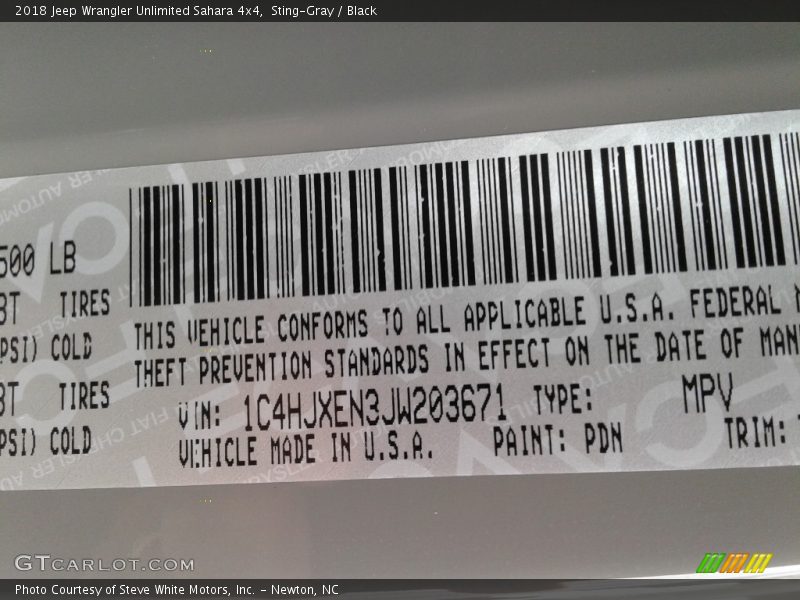 2018 Jeep Wrangler Unlimited Sahara 4x4, Sting-Gray / Black
500 LB
TIRES
PSI) COLD
TIRES
PSI) COLD
THIS VEHICLE CONFORMS TO ALL APPLICABLE U.S.A. FEDERAL
THEFT PREVENTION STANDARDS IN EFFECT ON THE DATE OF MAN
VIN: 1C4HJXEN3JW203671 TYPE: MPV
VEHICLE MADE IN U.S.A. PAINT: PDN TRIM:
GTCARLOT.COM
Photo Courtesy of Steve White Motors, Inc. - Newton, NC